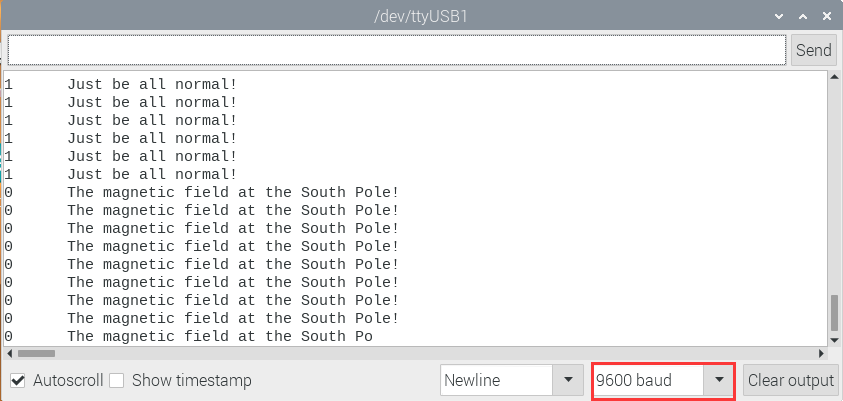 /dev/ttyUSB1
Send
1 Just be all normal!
1 Just be all normal!
1 Just be all normal!
1 Just be all normal!
1 Just be all normal!
1 Just be all normal!
0 The magnetic field at the South Pole!
0 The magnetic field at the South Pole!
0 The magnetic field at the South Pole!
0 The magnetic field at the South Pole!
0 The magnetic field at the South Pole!
0 The magnetic field at the South Pole!
0 The magnetic field at the South Pole!
0 The magnetic field at the South Pole!
0 The magnetic field at the South Po
Autoscroll Show timestamp Newline 9600 baud Clear output